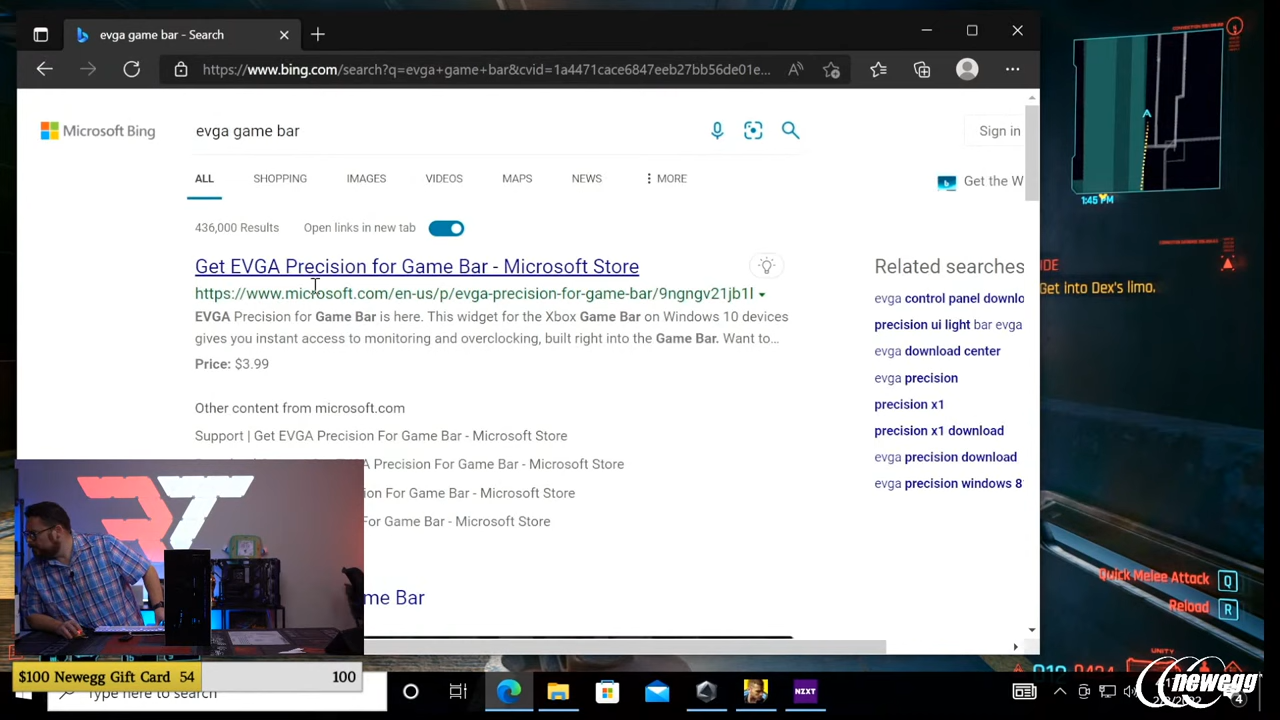 evga game bar - Search
https://www.bing.com/search?q=evga+game+bar&cvid=1a4471cace6847eeb27bb56de01e...
Microsoft Bing
evga game bar
Sign in
ALL
SHOPPING
IMAGES
VIDEOS
MAPS
NEWS
MORE
Get the W
436,000 Results
Open links in new tab
Get EVGA Precision for Game Bar - Microsoft Store
https://www.microsoft.com/en-us/p/evga-precision-for-game-bar/9ngngv21jb1l
EVGA Precision for Game Bar is here. This widget for the Xbox Game Bar on Windows 10 devices
gives you instant access to monitoring and overclocking, built right into the Game Bar. Want to...
Price: $3.99
Other content from microsoft.com
Support | Get EVGA Precision For Game Bar - Microsoft Store
A Precision For Game Bar - Microsoft Store
ion For Game Bar - Microsoft Store
For Game Bar - Microsoft Store
me Bar
Related searches
evga control panel downlo
precision ui light bar evga
evga download center
evga precision
precision x1
precision x1 download
evga precision download
evga precision windows 8
1:45 PM
IDE
Get into Dex's limo.
Quick Melee Attack Q
Reload R
UNITY
$100 Newegg Gift Card 54
100
Type here to search
NZXT
newegg
4